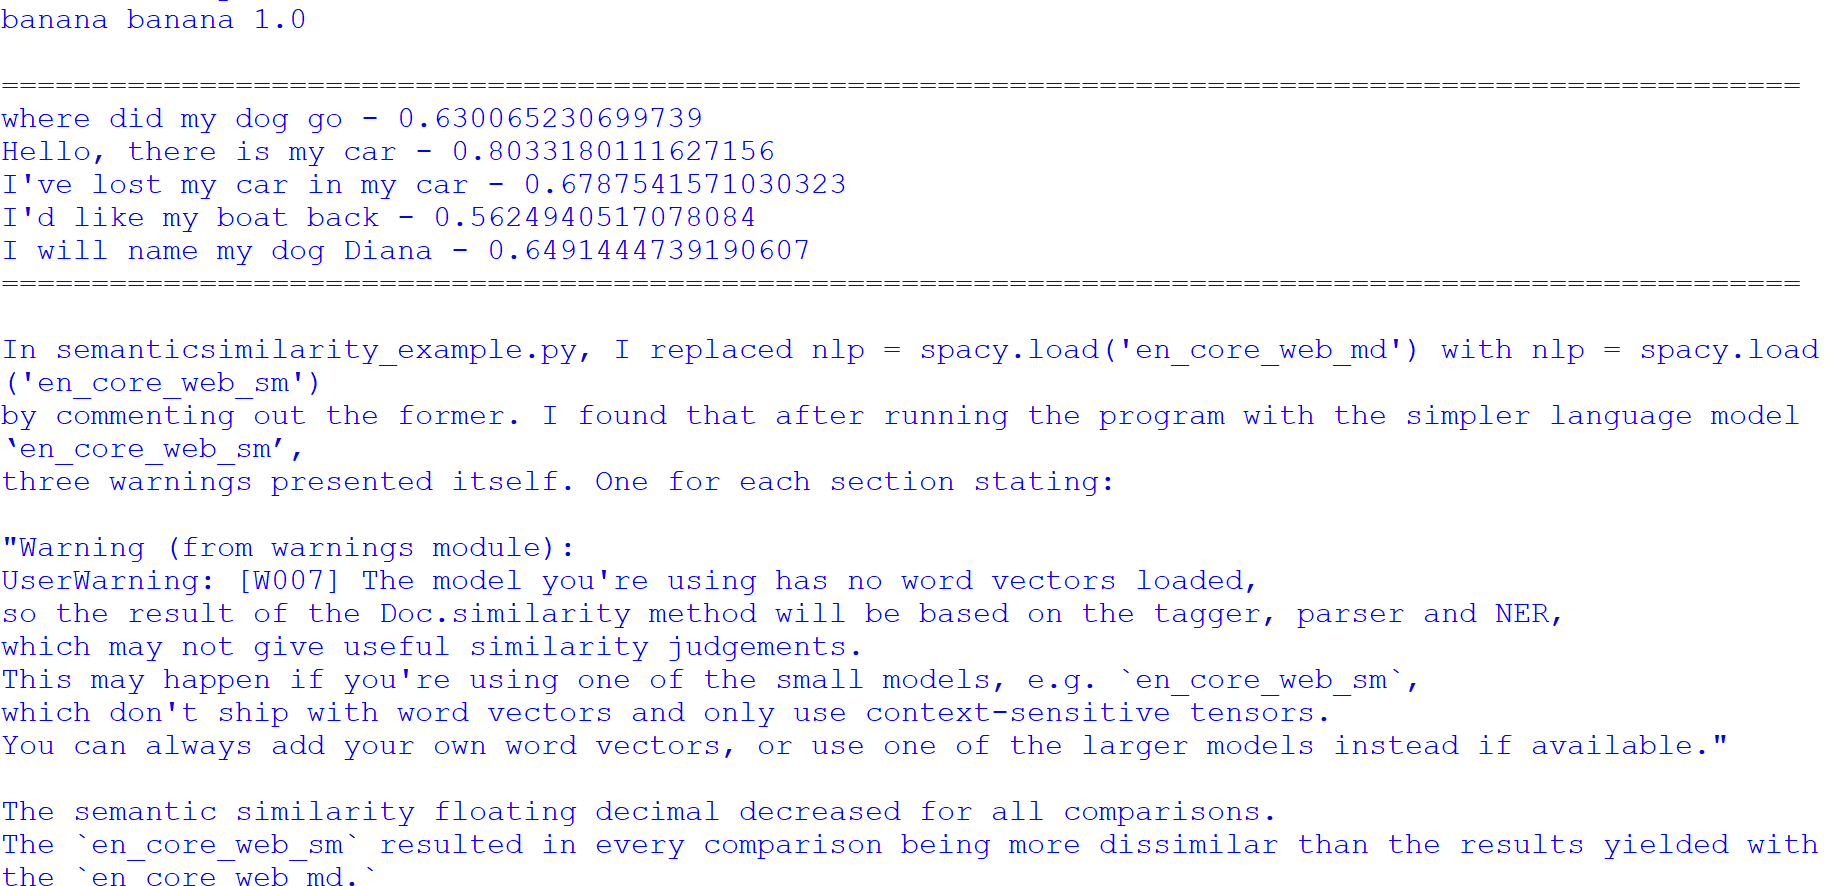 banana banana 1.0
====================================================================================================
where did my dog go - 0.630065230699739
Hello, there is my car - 0.8033180111627156
I've lost my car in my car - 0.6787541571030323
I'd like my boat back - 0.5624940517078084
I will name my dog Diana - 0.6491444739190607
====================================================================================================
In semanticsimilarity_example.py, I replaced nlp = spacy.load('en_core_web_md') with nlp = spacy.load
('en_core_web_sm')
by commenting out the former. I found that after running the program with the simpler language model
‘en_core_web_sm’,
three warnings presented itself. One for each section stating:
"Warning (from warnings module):
UserWarning: [W007] The model you're using has no word vectors loaded,
so the result of the Doc.similarity method will be based on the tagger, parser and NER,
which may not give useful similarity judgements.
This may happen if you're using one of the small models, e.g. `en_core_web_sm`,
which don't ship with word vectors and only use context-sensitive tensors.
You can always add your own word vectors, or use one of the larger models instead if available."
The semantic similarity floating decimal decreased for all comparisons.
The `en_core_web_sm` resulted in every comparison being more dissimilar than the results yielded with
the `en_core_web_md.`